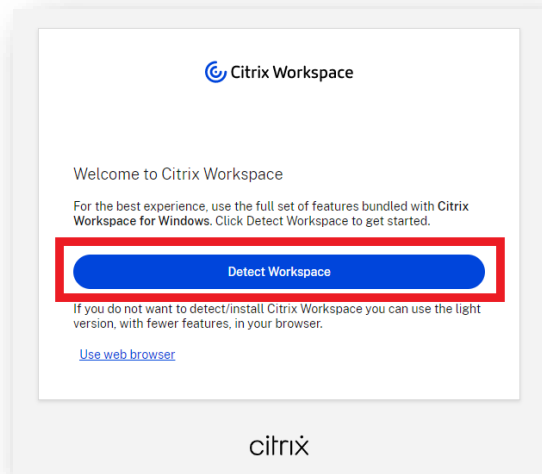 Citrix Workspace
Welcome to Citrix Workspace
For the best experience, use the full set of features bundled with Citrix
Workspace for Windows. Click Detect Workspace to get started.
Detect Workspace
If you do not want to detect/install Citrix Workspace you can use the light
version, with fewer features, in your browser.
Use web browser
citrix